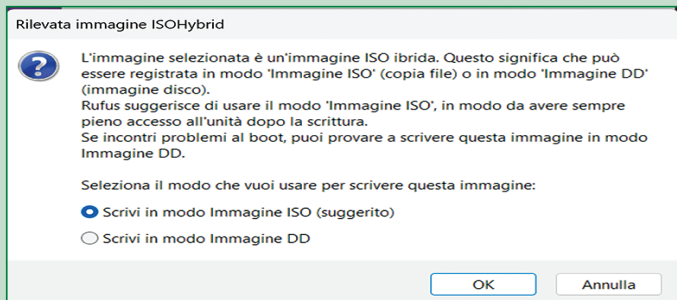 Rilevata immagine ISOHybrid
L'immagine selezionata è un'immagine ISO ibrida. Questo significa che può
essere registrata in modo 'Immagine ISO' (copia file) o in modo 'Immagine DD'
(immagine disco).
Rufus suggerisce di usare il modo 'Immagine ISO', in modo da avere sempre
pieno accesso all'unità dopo la scrittura.
Se incontri problemi al boot, puoi provare a scrivere questa immagine in modo
Immagine DD.
Seleziona il modo che vuoi usare per scrivere questa immagine:
Scrivi in modo Immagine ISO (suggerito)
Scrivi in modo Immagine DD
OK
Annulla